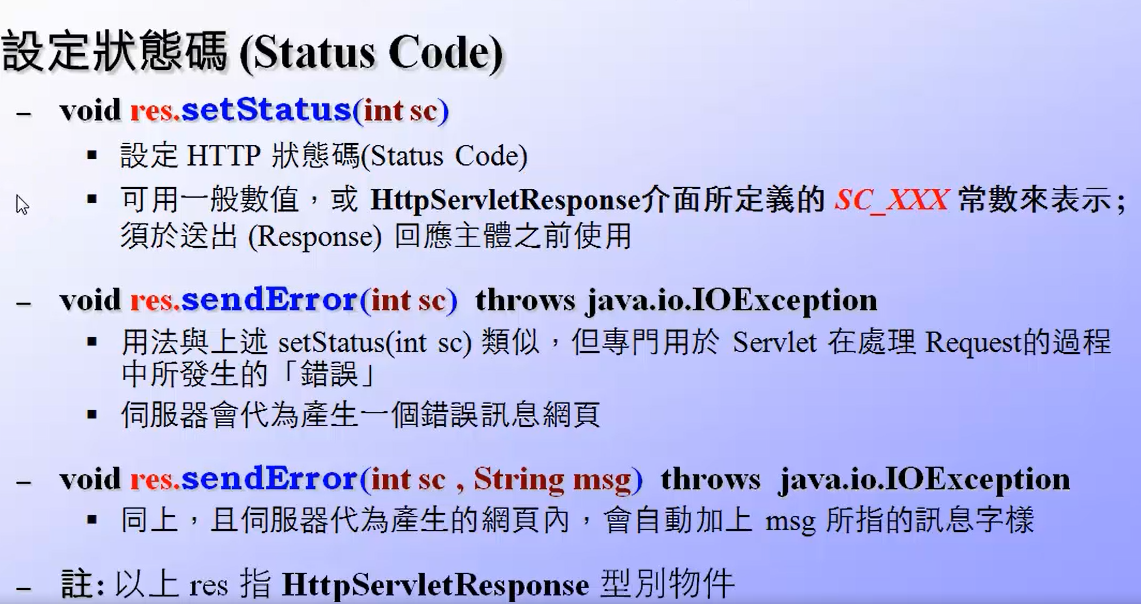 設定狀態碼 (Status Code)
– void res.setStatus(int sc)
▪ 設定 HTTP 狀態碼(Status Code)
▪ 可用一般數值，或 HttpServletResponse介面所定義的 SC_XXX 常數來表示；
須於送出 (Response) 回應主體之前使用
– void res.sendError(int sc) throws java.io.IOException
▪ 用法與上述 setStatus(int sc) 類似，但專門用於 Servlet 在處理 Request的過程
中所發生的「錯誤」
▪ 伺服器會代為產生一個錯誤訊息網頁
– void res.sendError(int sc , String msg) throws java.io.IOException
▪ 同上，且伺服器代為產生的網頁內，會自動加上 msg 所指的訊息字樣
– 註: 以上 res 指 HttpServletResponse 型別物件